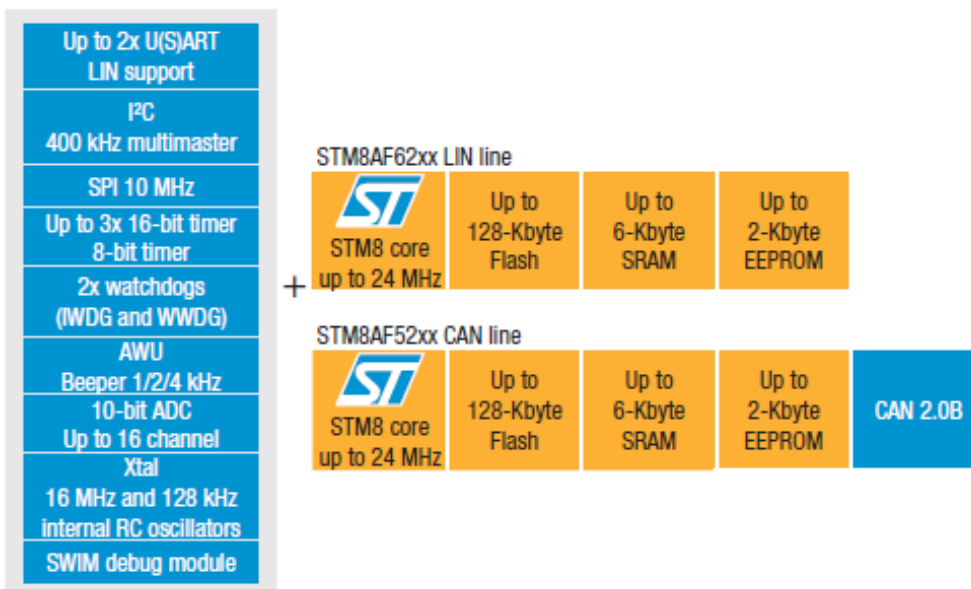 Up to 2x U(S)ART
LIN support
I²C
400 kHz multimaster
SPI 10 MHz
Up to 3x 16-bit timer
8-bit timer
2x watchdogs
(IWDG and WWDG)
AWU
Beeper 1/2/4 kHz
10-bit ADC
Up to 16 channel
Xtal
16 MHz and 128 kHz
internal RC oscillators
SWIM debug module
+
STM8AF62xx LIN line
ST
STM8 core
up to 24 MHz
Up to
128-Kbyte
Flash
Up to
6-Kbyte
SRAM
Up to
2-Kbyte
EEPROM
STM8AF52xx CAN line
ST
STM8 core
up to 24 MHz
Up to
128-Kbyte
Flash
Up to
6-Kbyte
SRAM
Up to
2-Kbyte
EEPROM
CAN 2.0B